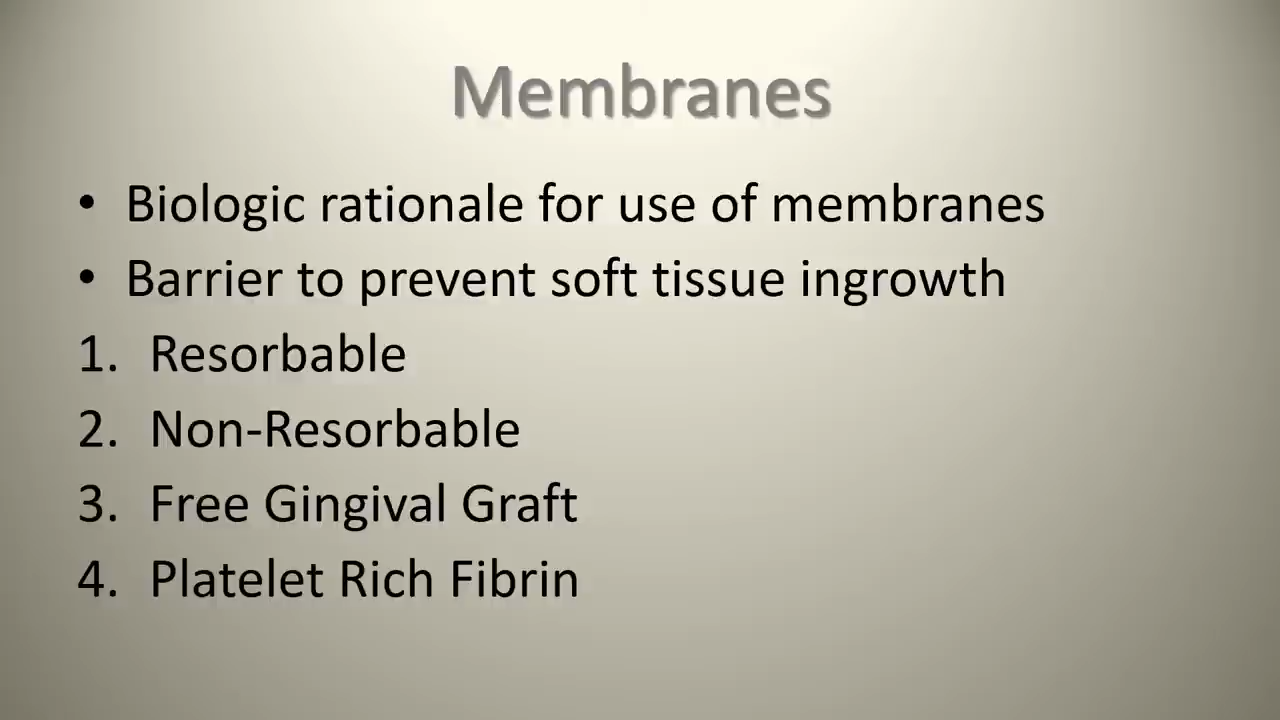 Membranes
• Biologic rationale for use of membranes
• Barrier to prevent soft tissue ingrowth
1. Resorbable
2. Non-Resorbable
3. Free Gingival Graft
4. Platelet Rich Fibrin